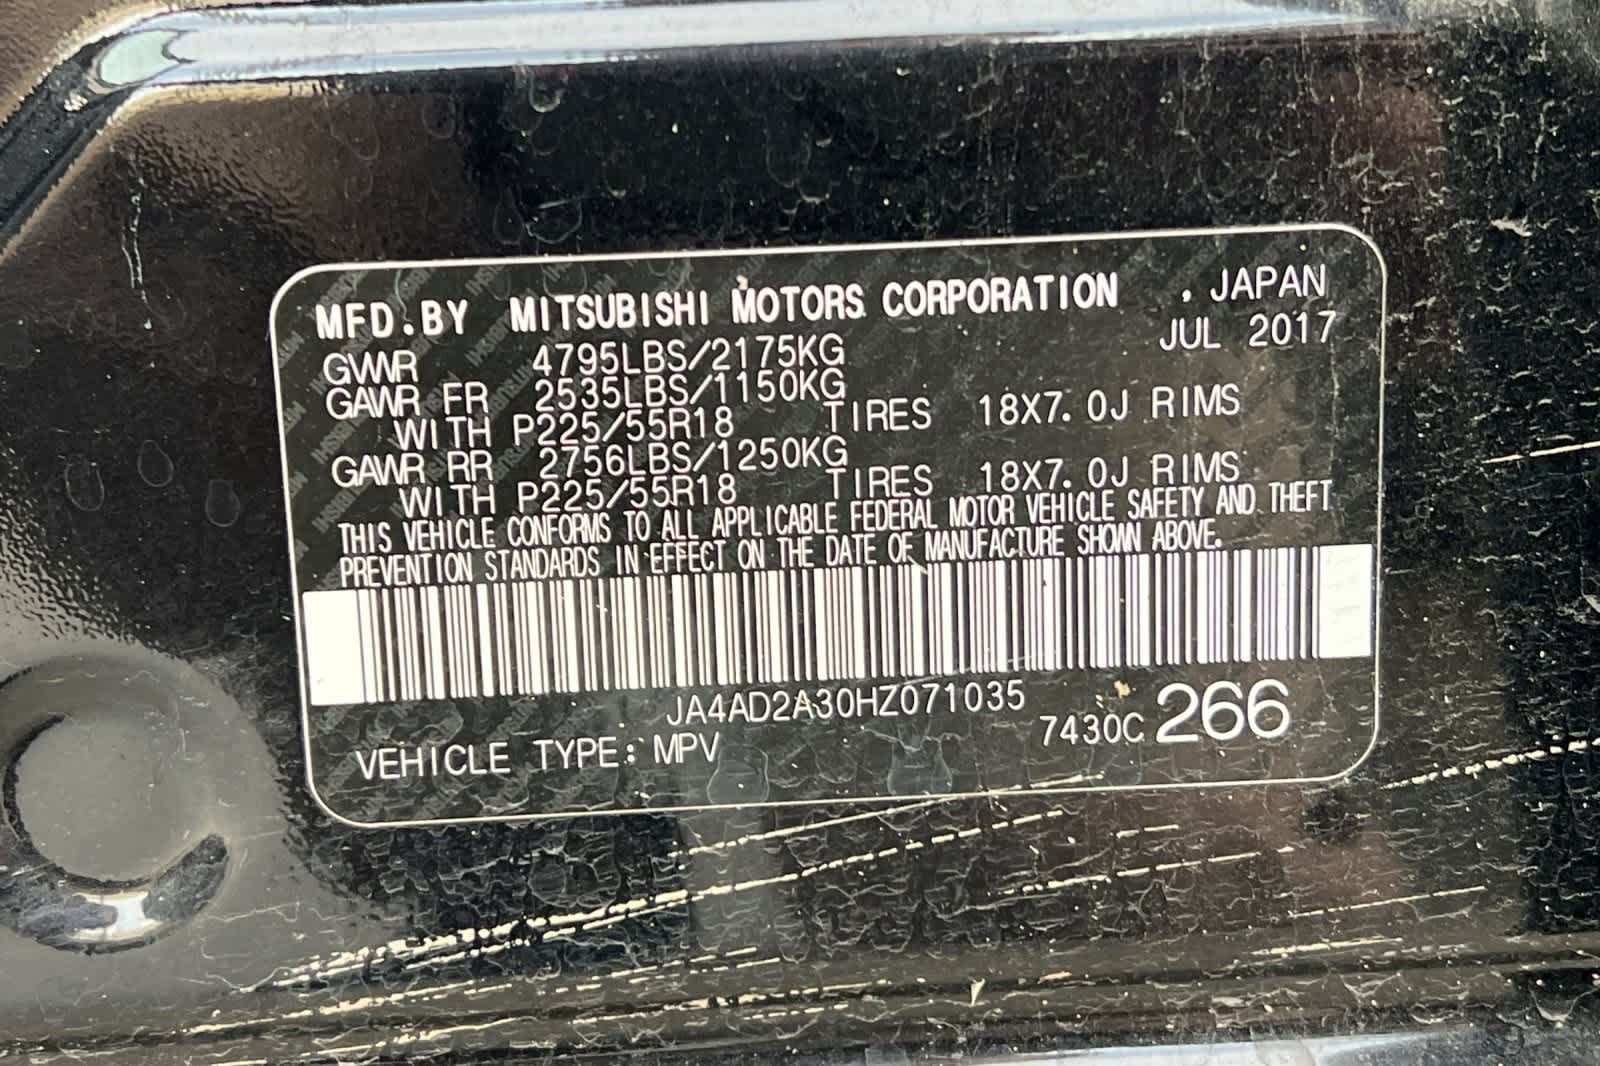 MFD.BY MITSUBISHI MOTORS CORPORATION , JAPAN
JUL 2017
GVWR 4795LBS/2175KG
GAWR FR 2535LBS/1150KG
WITH P225/55R18 TIRES 18X7.0J RIMS
GAWR RR 2756LBS/1250KG
WITH P225/55R18 TIRES 18X7.0J RIMS
THIS VEHICLE CONFORMS TO ALL APPLICABLE FEDERAL MOTOR VEHICLE SAFETY AND THEFT
PREVENTION STANDARDS IN EFFECT ON THE DATE OF MANUFACTURE SHOWN ABOVE.
JA4AD2A30HZ071035
VEHICLE TYPE: MPV 7430C 266